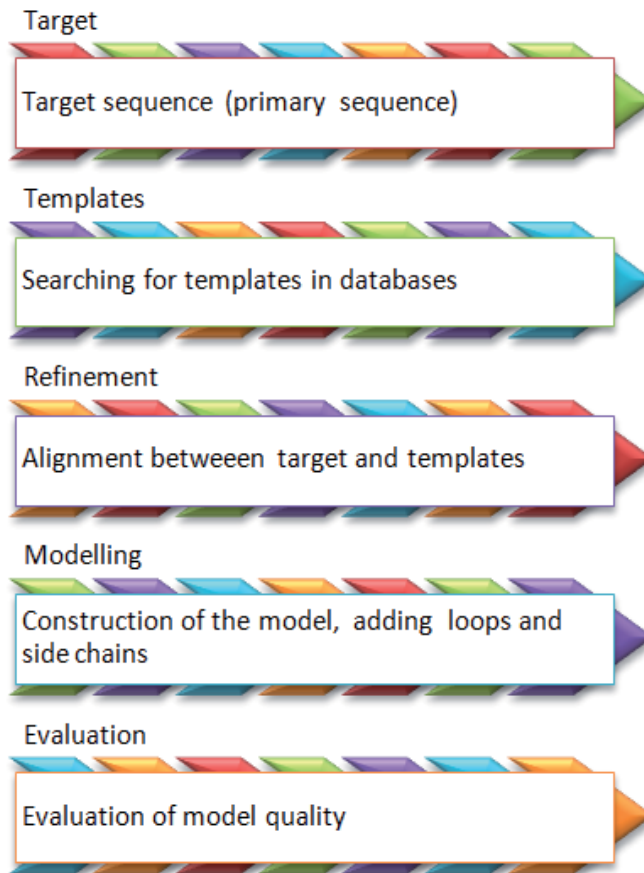 Target
Target sequence (primary sequence)
Templates
Searching for templates in databases
Refinement
Alignment betweeen target and templates
Modelling
Construction of the model, adding loops and
side chains
Evaluation
Evaluation of model quality